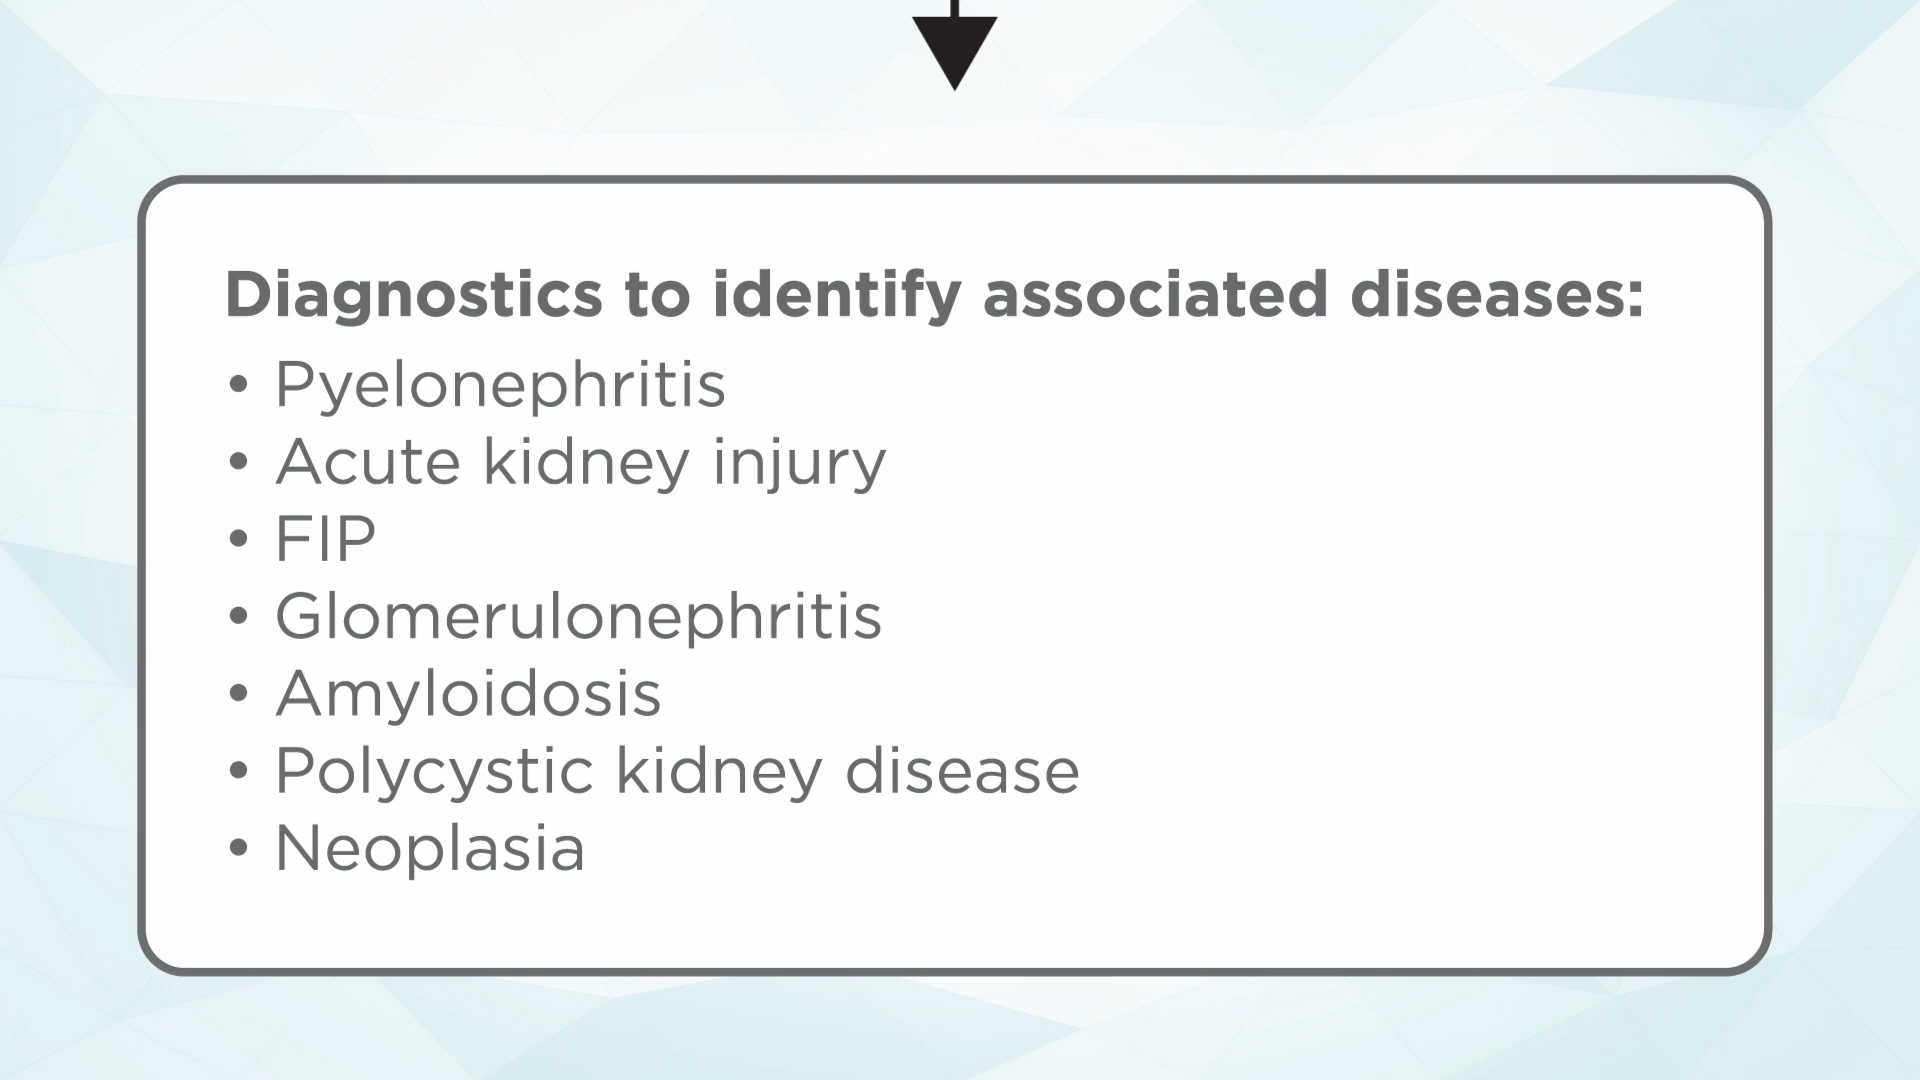 Diagnostics to identify associated diseases:
• Pyelonephritis
• Acute kidney injury
• FIP
• Glomerulonephritis
• Amyloidosis
• Polycystic kidney disease
• Neoplasia